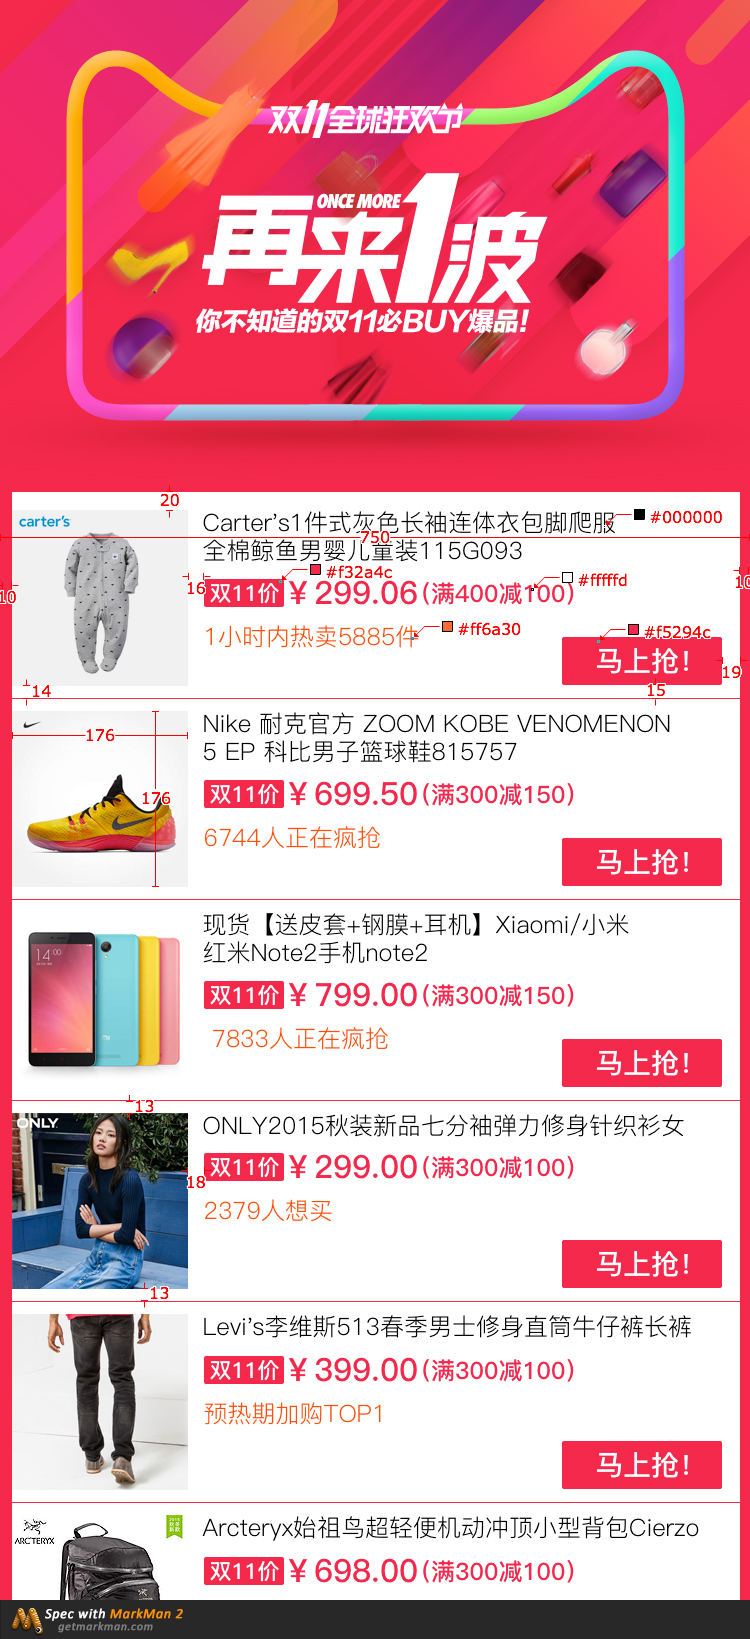 双11全球狂欢节
ONCE MORE
再来1波
你不知道的双11必BUY爆品!
20
carter's
Carter's1件式灰色长袖连体衣包脚爬服
#000000
750
全棉鲸鱼男婴儿童装115G093
#f32a4c
#fffffd
10
16
10
双11价 ¥ 299.06 (满400减100)
1小时内热卖5885件
#ff6a30
#f5294c
马上抢!
19
14
15
Nike 耐克官方 ZOOM KOBE VENOMENON
176
5 EP 科比男子篮球鞋815757
176
双11价 ¥ 699.50 (满300减150)
6744人正在疯抢
马上抢!
现货【送皮套+钢膜+耳机】Xiaomi/小米
红米Note2手机note2
14:00
双11价 ¥ 799.00 (满300减150)
7833人正在疯抢
马上抢!
13
ONLY
ONLY2015秋装新品七分袖弹力修身针织衫女
双11价 ¥ 299.00 (满300减100)
18
2379人想买
马上抢!
13
Levi's李维斯513春季男士修身直筒牛仔裤长裤
双11价 ¥ 399.00 (满300减100)
预热期加购TOP1
马上抢!
ARC'TERYX
Arcteryx始祖鸟超轻便机动冲顶小型背包Cierzo
双11价 ¥ 698.00 (满300减100)
Spec with MarkMan 2
getmarkman.com